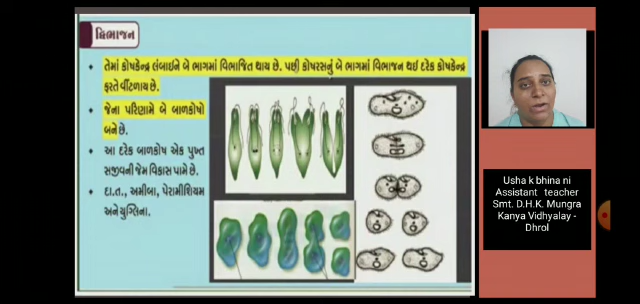 દ્વિભાજન
• તેમાં કોષકેન્દ્ર લંબાઈને બે ભાગમાં વિભાજિત થાય છે. પછી કોષરસનું બે ભાગમાં વિભાજન થઈ દરેક કોષકેન્દ્ર
ફરતે વીંટળાય છે.
• જેના પરિણામે બે બાળકોષો
બને છે.
• આ દરેક બાળકોષ એક પુખ્ત
સજીવની જેમ વિકાસ પામે છે.
• દા.ત., અમીબા, પેરામીશિયમ
અને યુગ્લિના.
Usha k bhina ni
Assistant teacher
Smt. D.H.K. Mungra
Kanya Vidhyalay -
Dhrol